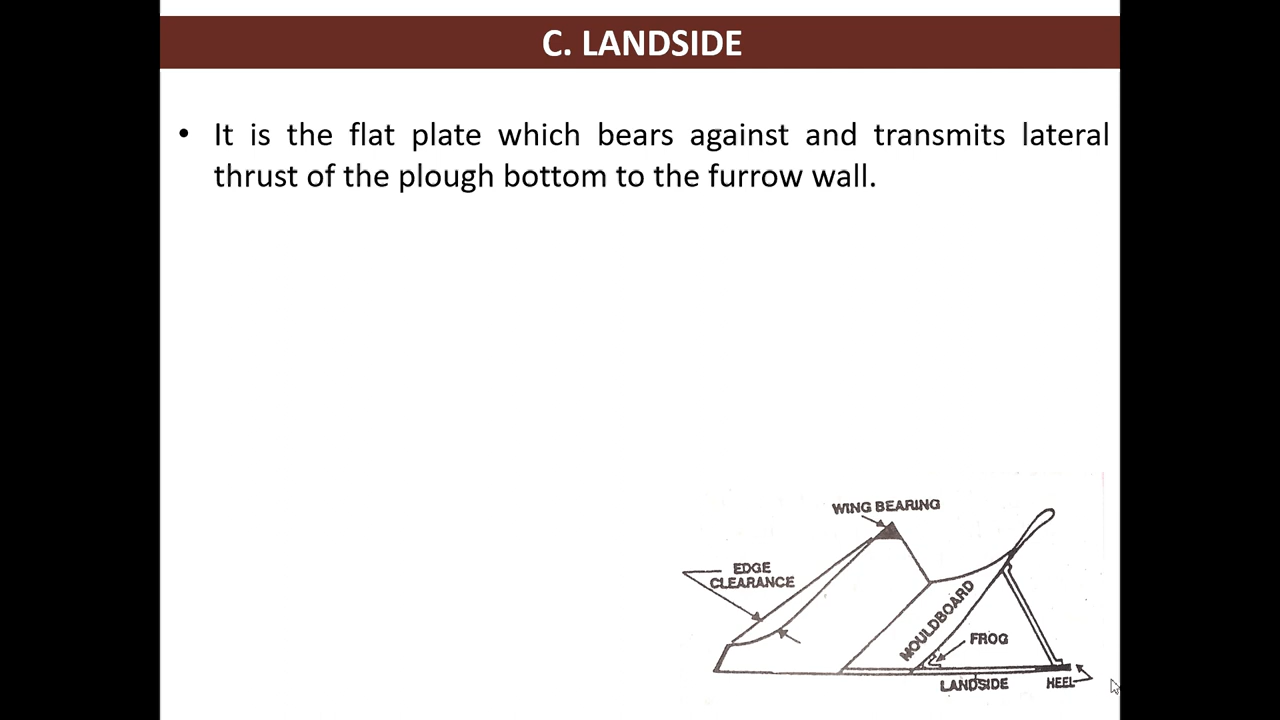 C. LANDSIDE
• It is the flat plate which bears against and transmits lateral
thrust of the plough bottom to the furrow wall.
WING BEARING
EDGE
CLEARANCE
MOULDBOARD
FROG
LANDSIDE
HEEL